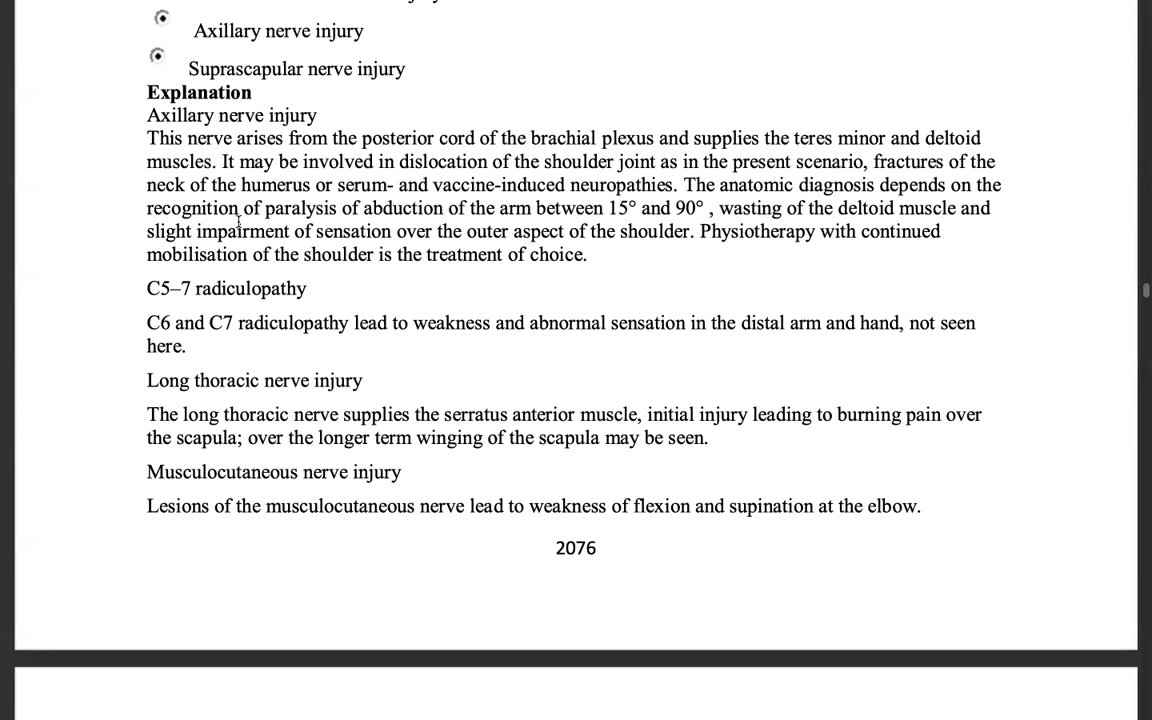 Axillary nerve injury
Suprascapular nerve injury
Explanation
Axillary nerve injury
This nerve arises from the posterior cord of the brachial plexus and supplies the teres minor and deltoid
muscles. It may be involved in dislocation of the shoulder joint as in the present scenario, fractures of the
neck of the humerus or serum- and vaccine-induced neuropathies. The anatomic diagnosis depends on the
recognition of paralysis of abduction of the arm between 15° and 90° , wasting of the deltoid muscle and
slight impairment of sensation over the outer aspect of the shoulder. Physiotherapy with continued
mobilisation of the shoulder is the treatment of choice.
C5–7 radiculopathy
C6 and C7 radiculopathy lead to weakness and abnormal sensation in the distal arm and hand, not seen
here.
Long thoracic nerve injury
The long thoracic nerve supplies the serratus anterior muscle, initial injury leading to burning pain over
the scapula; over the longer term winging of the scapula may be seen.
Musculocutaneous nerve injury
Lesions of the musculocutaneous nerve lead to weakness of flexion and supination at the elbow.
2076